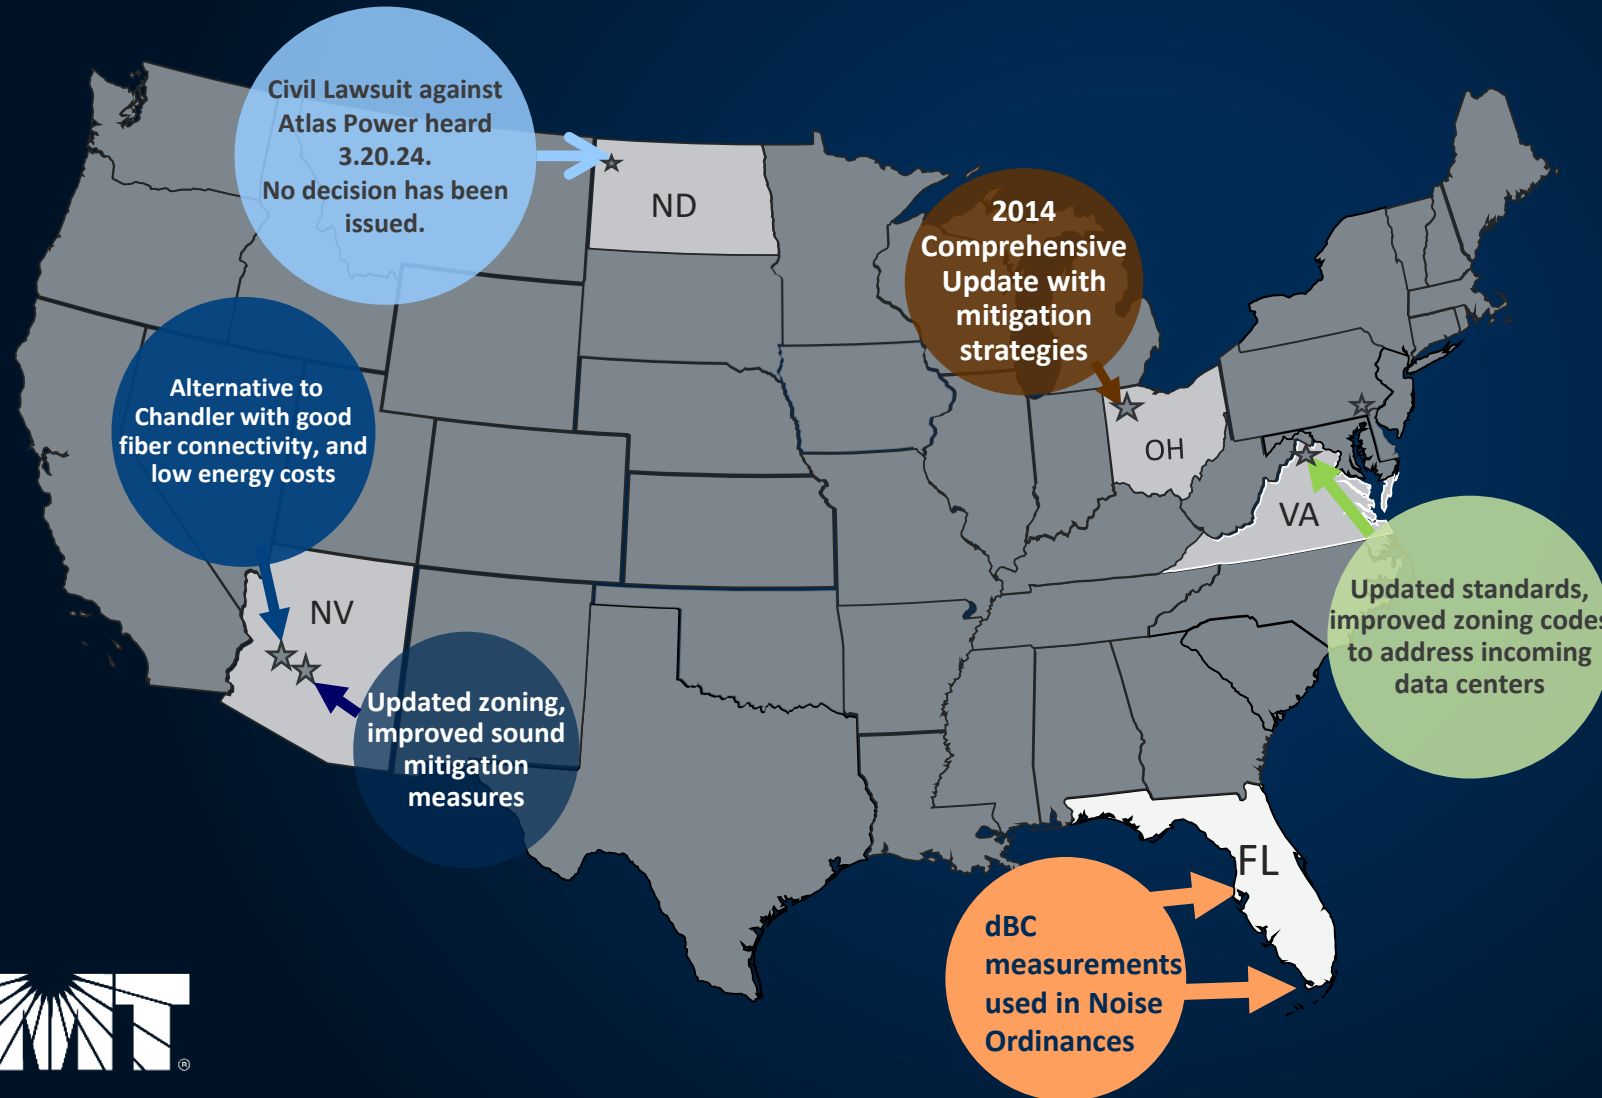 Civil Lawsuit against
Atlas Power heard
3.20.24.
No decision has been
issued.
ND
2014
Comprehensive
Update with
mitigation
strategies
OH
Alternative to
Chandler with good
fiber connectivity, and
low energy costs
NV
Updated zoning,
improved sound
mitigation
measures
VA
Updated standards,
improved zoning codes
to address incoming
data centers
FL
dBC
measurements
used in Noise
Ordinances
MT
®